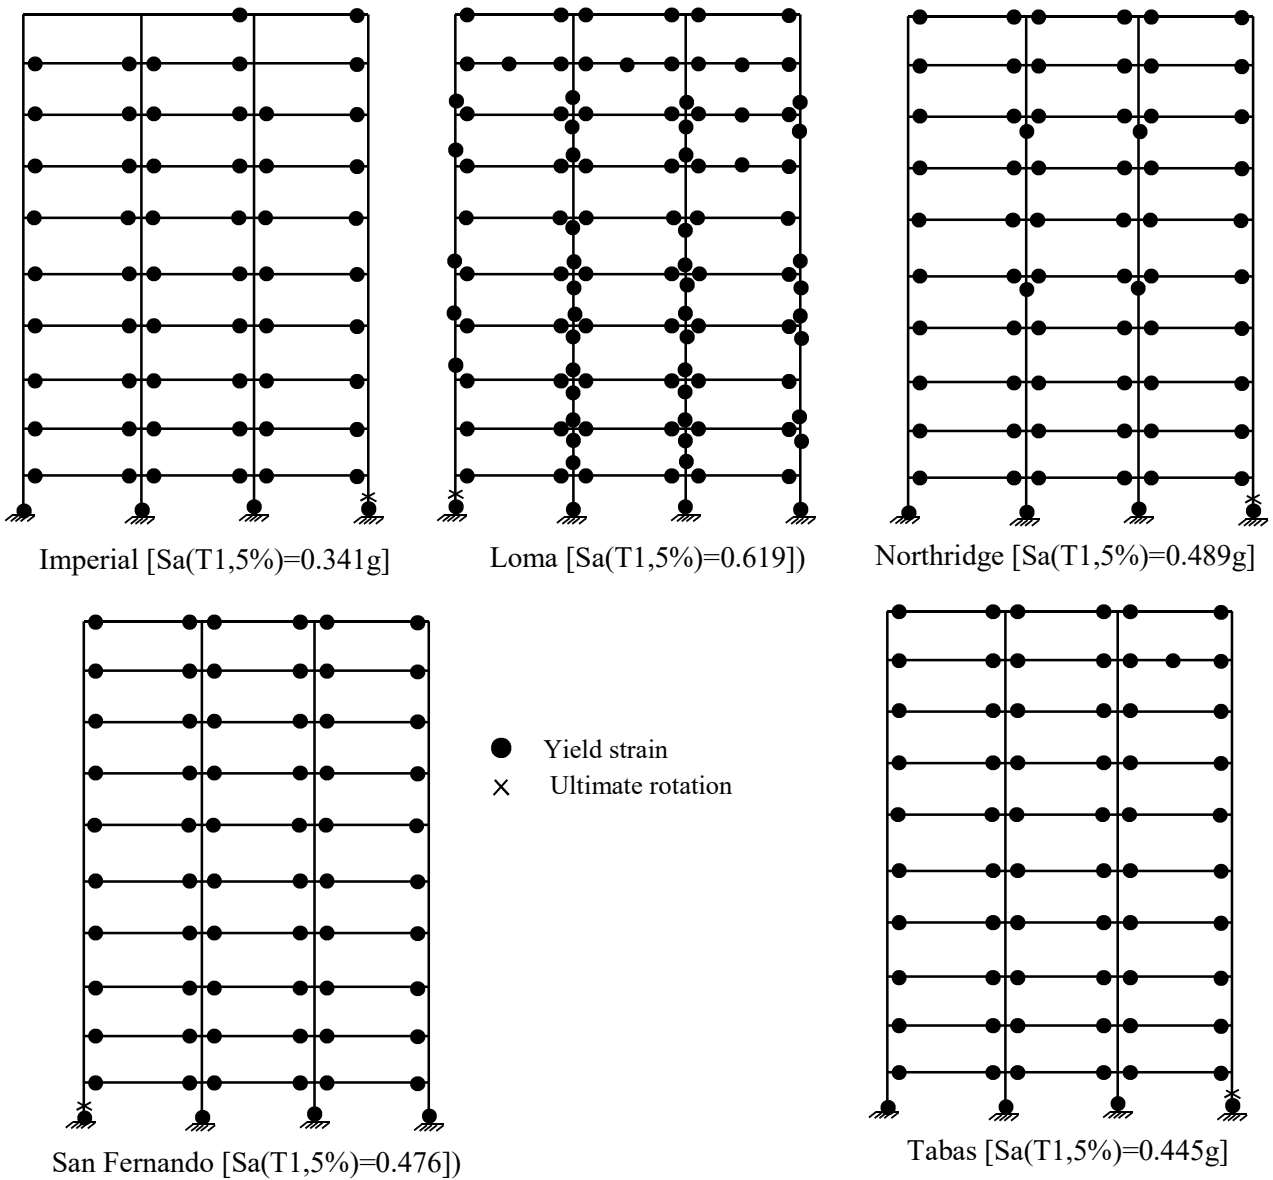 Imperial [Sa(T1,5%)=0.341g]
Loma [Sa(T1,5%)=0.619])
Northridge [Sa(T1,5%)=0.489g]
Yield strain
Ultimate rotation
San Fernando [Sa(T1,5%)=0.476])
Tabas [Sa(T1,5%)=0.445g]